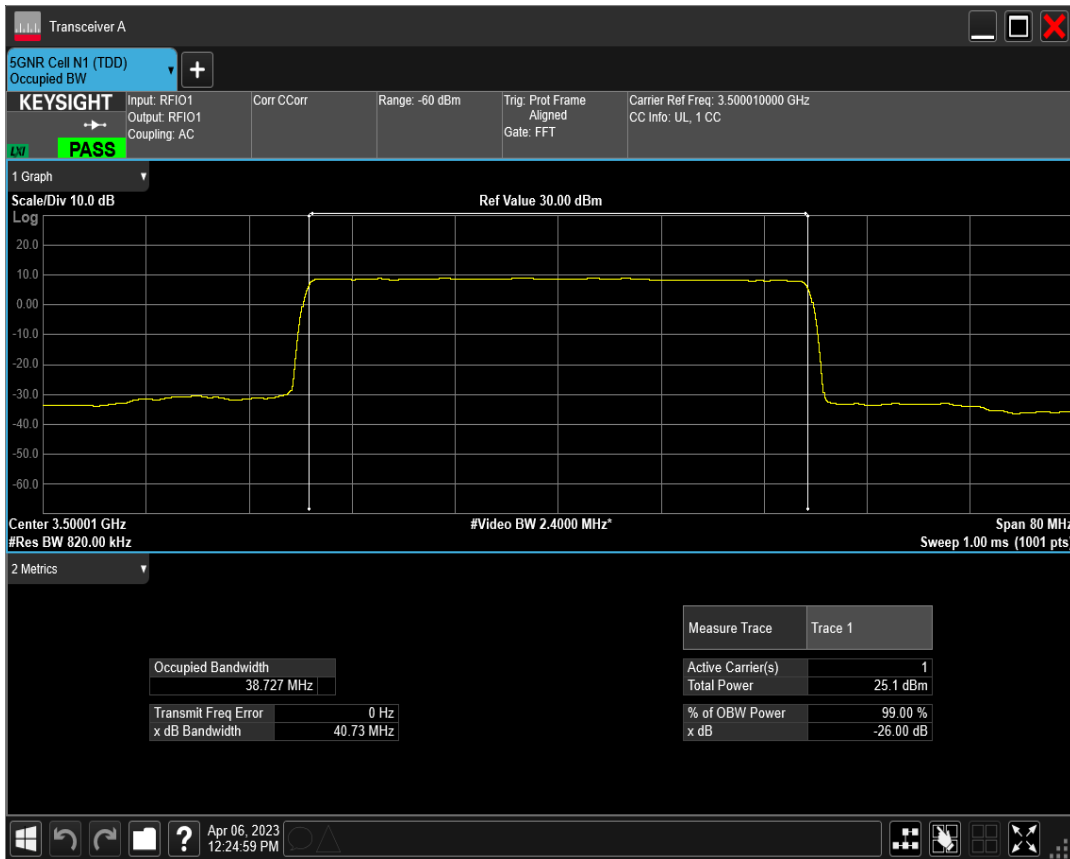 Transceiver A
5GNR Cell N1 (TDD)
Occupied BW
+
KEYSIGHT
LXI
PASS
Input: RFIO1
Output: RFIO1
Coupling: AC
Corr CCorr
Range: -60 dBm
Trig: Prot Frame
Aligned
Gate: FFT
Carrier Ref Freq: 3.500010000 GHz
CC Info: UL, 1 CC
1 Graph
Scale/Div 10.0 dB
Ref Value 30.00 dBm
Log
20.0
10.0
0.00
-10.0
-20.0
-30.0
-40.0
-50.0
-60.0
Center 3.50001 GHz
#Video BW 2.4000 MHz*
Span 80 MHz
#Res BW 820.00 kHz
Sweep 1.00 ms (1001 pts)
2 Metrics
Measure Trace Trace 1
Occupied Bandwidth
38.727 MHz
Active Carrier(s) 1
Total Power 25.1 dBm
Transmit Freq Error 0 Hz
x dB Bandwidth 40.73 MHz
% of OBW Power 99.00 %
x dB -26.00 dB
?
Apr 06, 2023
12:24:59 PM